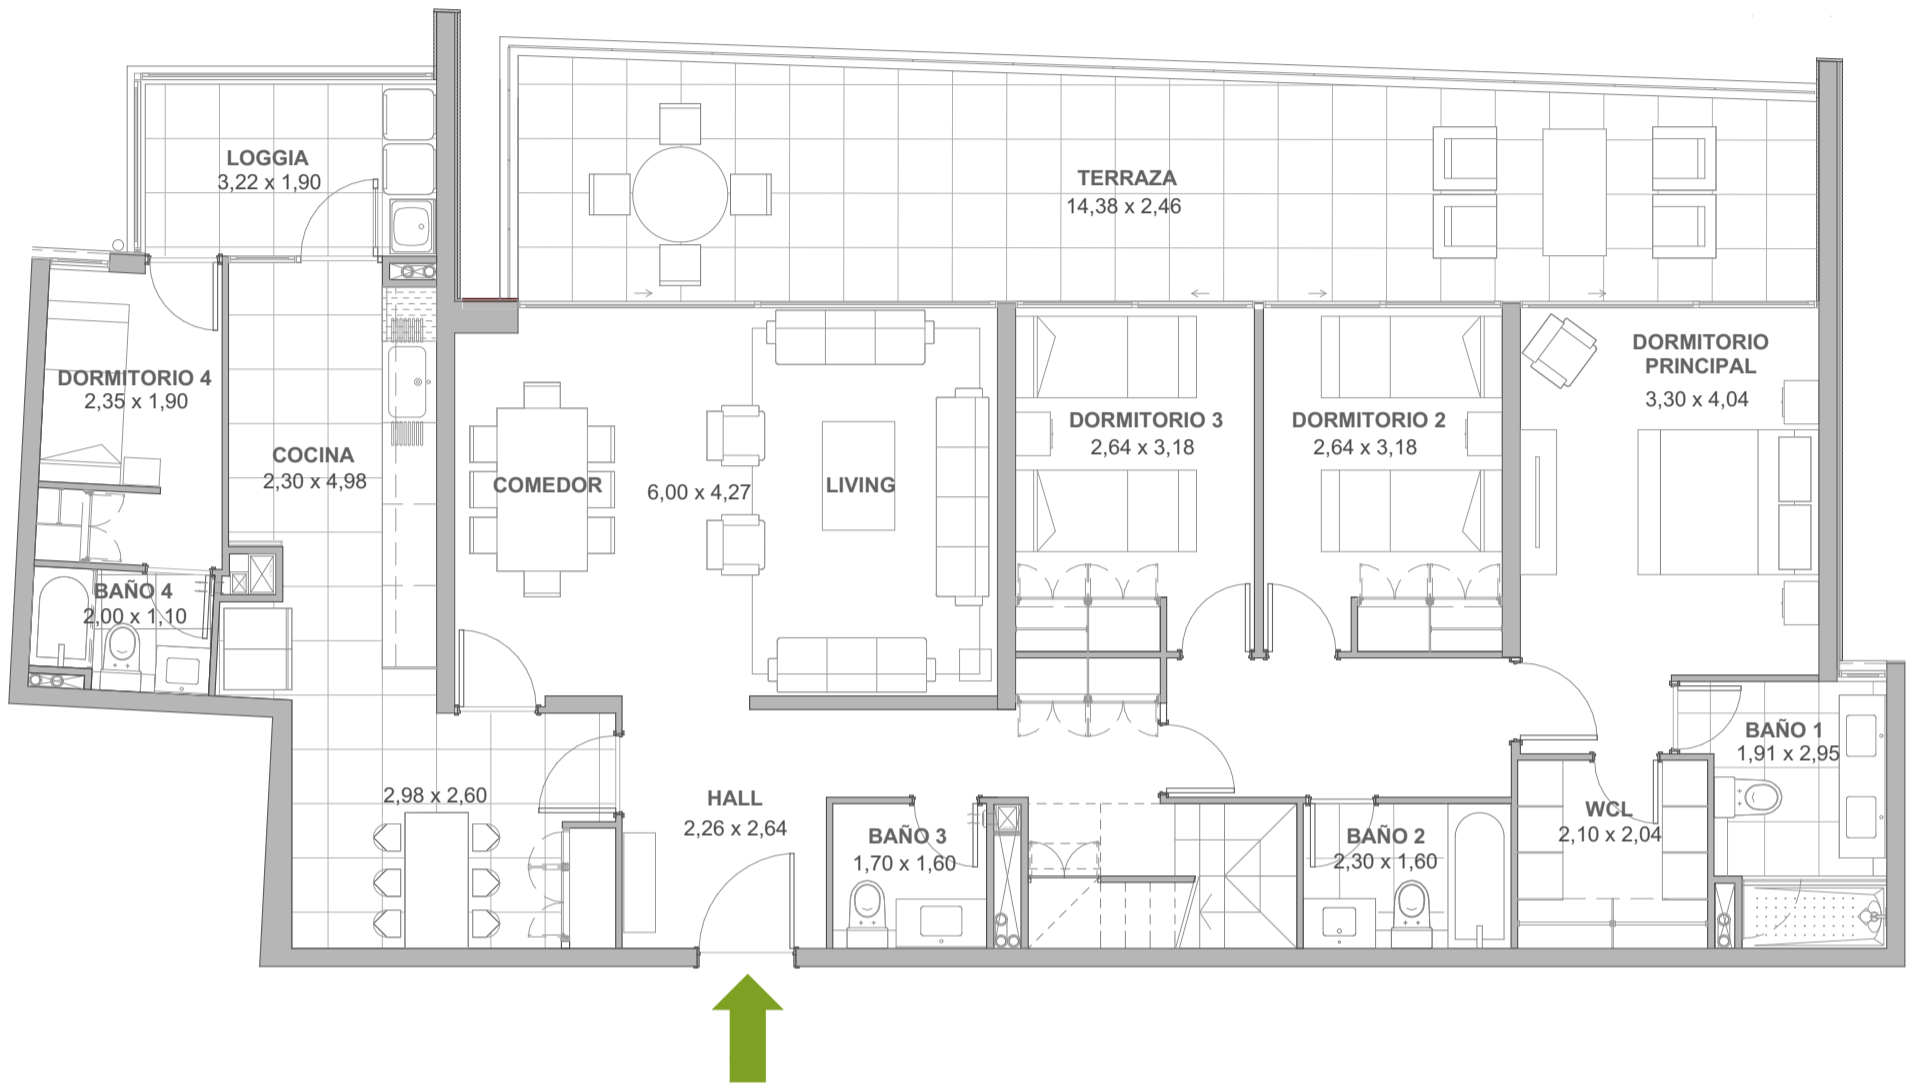 LOGGIA
3,22 x 1,90
TERRAZA
14,38 x 2,46
DORMITORIO 4
2,35 x 1,90
COCINA
2,30 x 4,98
COMEDOR
6,00 x 4,27
LIVING
DORMITORIO 3
2,64 x 3,18
DORMITORIO 2
2,64 x 3,18
DORMITORIO
PRINCIPAL
3,30 x 4,04
BAÑO 4
2,00 x 1,10
2,98 x 2,60
HALL
2,26 x 2,64
BAÑO 3
1,70 x 1,60
BAÑO 2
2,30 x 1,60
WCL
2,10 x 2,04
BAÑO 1
1,91 x 2,95